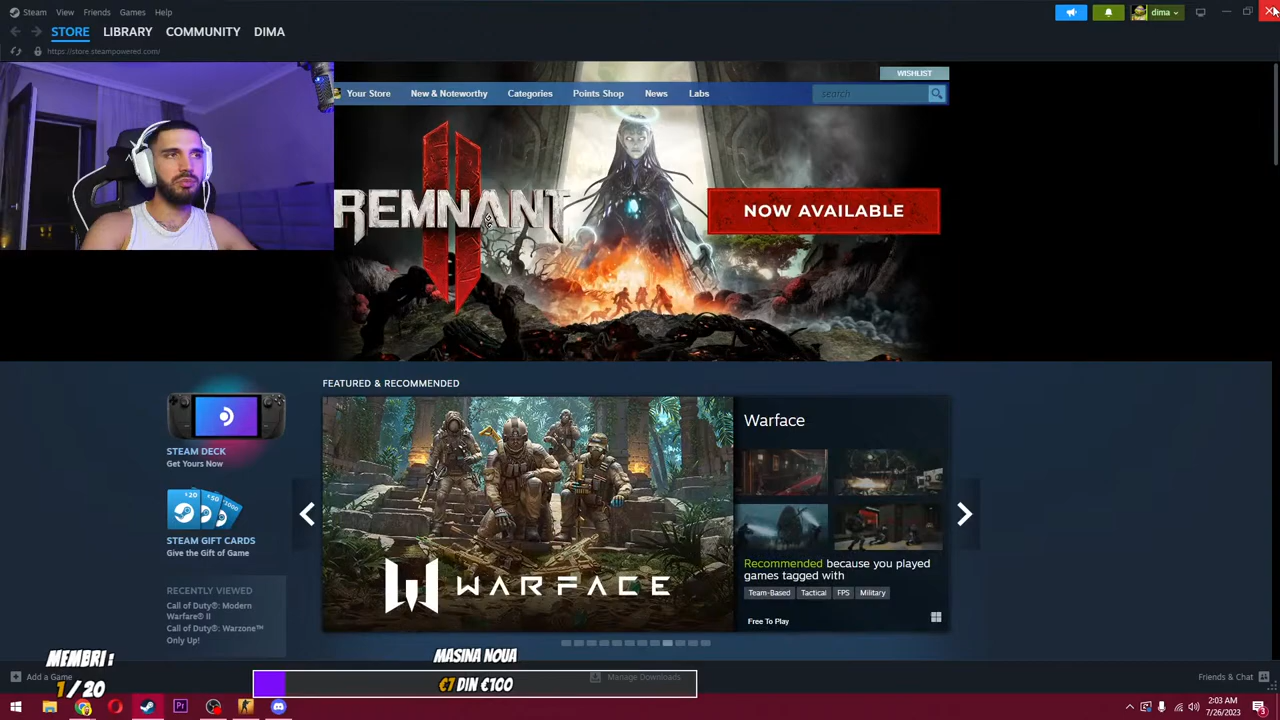 Steam View Friends Games Help
dima
STORE LIBRARY COMMUNITY DIMA
https://store.steampowered.com/
WISHLIST
Your Store New & Noteworthy Categories Points Shop News Labs
search
REMNANT II
NOW AVAILABLE
FEATURED & RECOMMENDED
Warface
WARFACE
STEAM DECK
Get Yours Now
STEAM GIFT CARDS
Give the Gift of Game
Recommended because you played
games tagged with
Team-Based Tactical FPS Military
Free To Play
RECENTLY VIEWED
Call of Duty®: Modern
Warfare® II
Call of Duty®: Warzone™
Only Up!
MEMBRI :
1/20
MASINA NOUA
€7 DIN €100
Add a Game
Manage Downloads
Friends & Chat
2:03 AM
7/26/2023
3